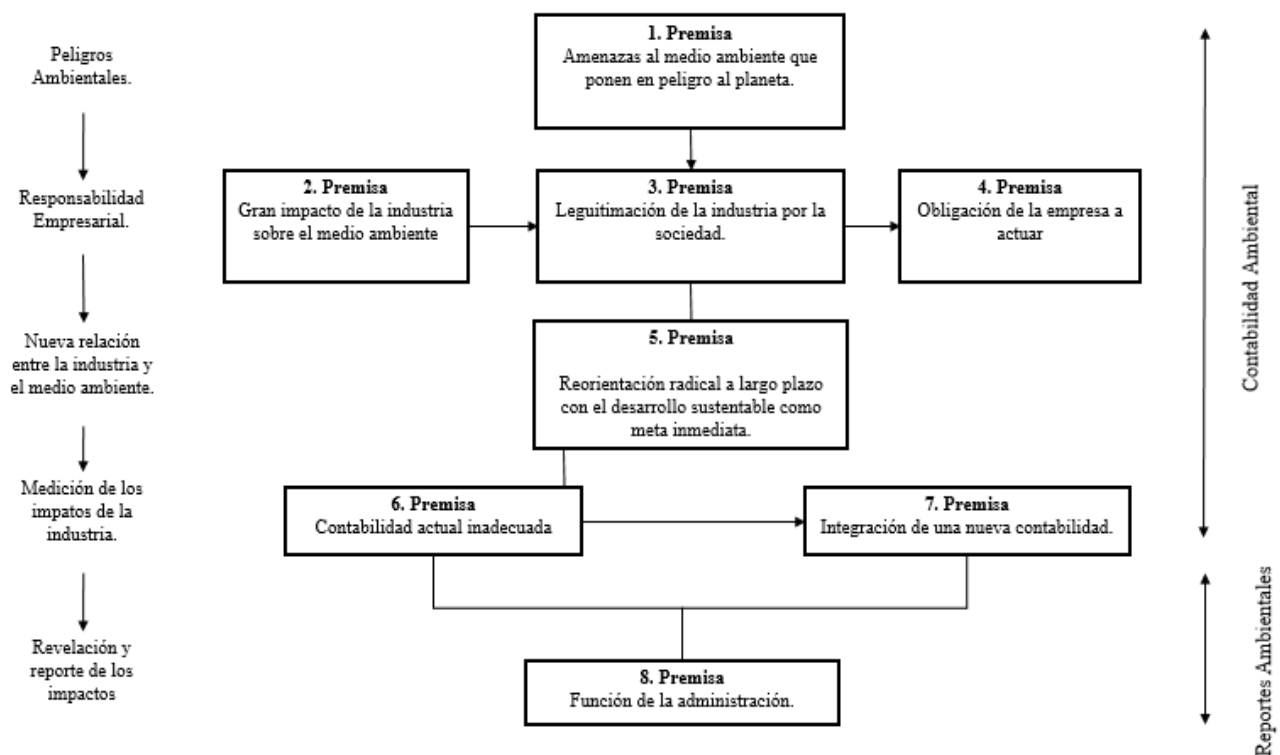 Peligros
Ambientales.
1. Premisa
Amenazas al medio ambiente que
ponen en peligro al planeta.
Responsabilidad
Empresarial.
2. Premisa
Gran impacto de la industria
sobre el medio ambiente
3. Premisa
Leguitimación de la industria por la
sociedad.
4. Premisa
Obligación de la empresa a
actuar
Nueva relación
entre la industria y
el medio ambiente.
5. Premisa
Reorientación radical a largo plazo
con el desarrollo sustentable como
meta inmediata.
Medición de los
impatos de la
industria.
6. Premisa
Contabilidad actual inadecuada
7. Premisa
Integración de una nueva contabilidad.
Revelación y
reporte de los
impactos
8. Premisa
Función de la administración.
Contabilidad Ambiental
Reportes Ambientales